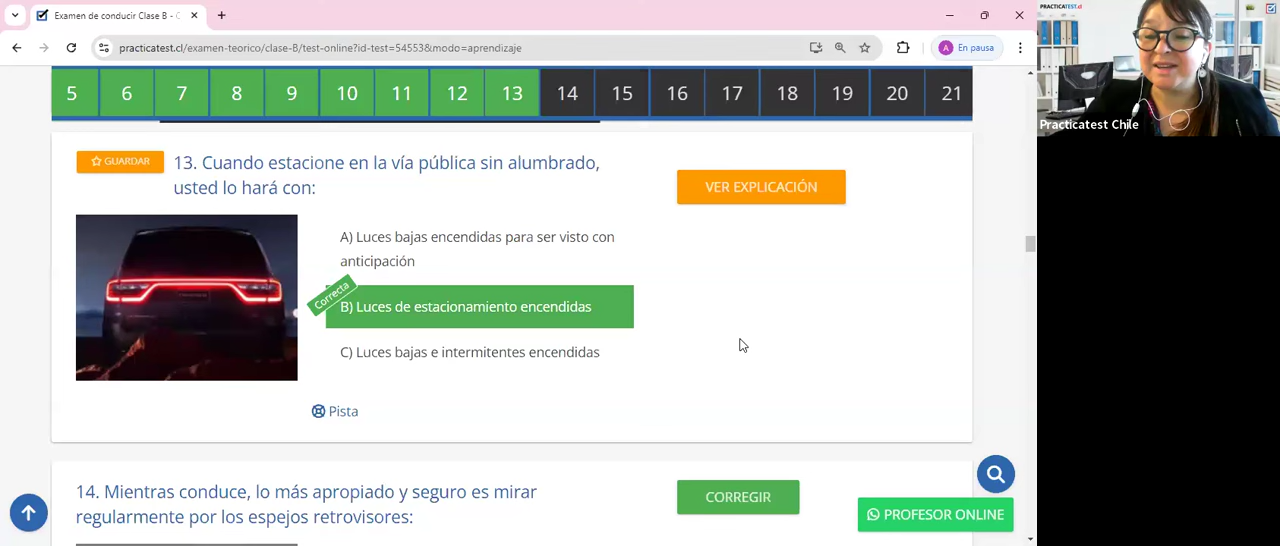 Examen de conducir Clase B - C
practicatest.cl/examen-teorico/clase-B/test-online?id-test=54553&modo=aprendizaje
A
En pausa
5 6 7 8 9 10 11 12 13 14 15 16 17 18 19 20 21
GUARDAR
13. Cuando estacione en la vía pública sin alumbrado,
usted lo hará con:
VER EXPLICACIÓN
A) Luces bajas encendidas para ser visto con
anticipación
Correcta
B) Luces de estacionamiento encendidas
C) Luces bajas e intermitentes encendidas
Pista
14. Mientras conduce, lo más apropiado y seguro es mirar
regularmente por los espejos retrovisores:
CORREGIR
PROFESOR ONLINE
PRACTICATEST.cl
Practicatest Chile